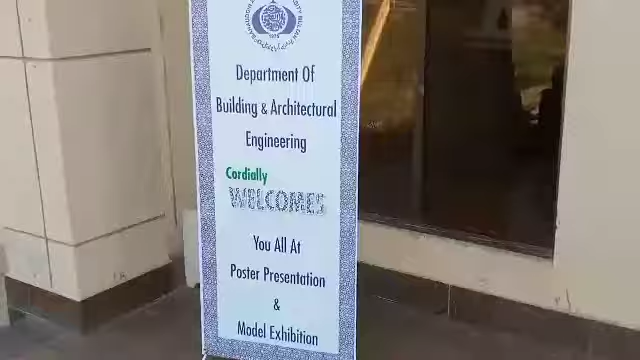 Department Of
Building & Architectural
Engineering
Cordially
WELCOMES
You All At
Poster Presentation
&
Model Exhibition